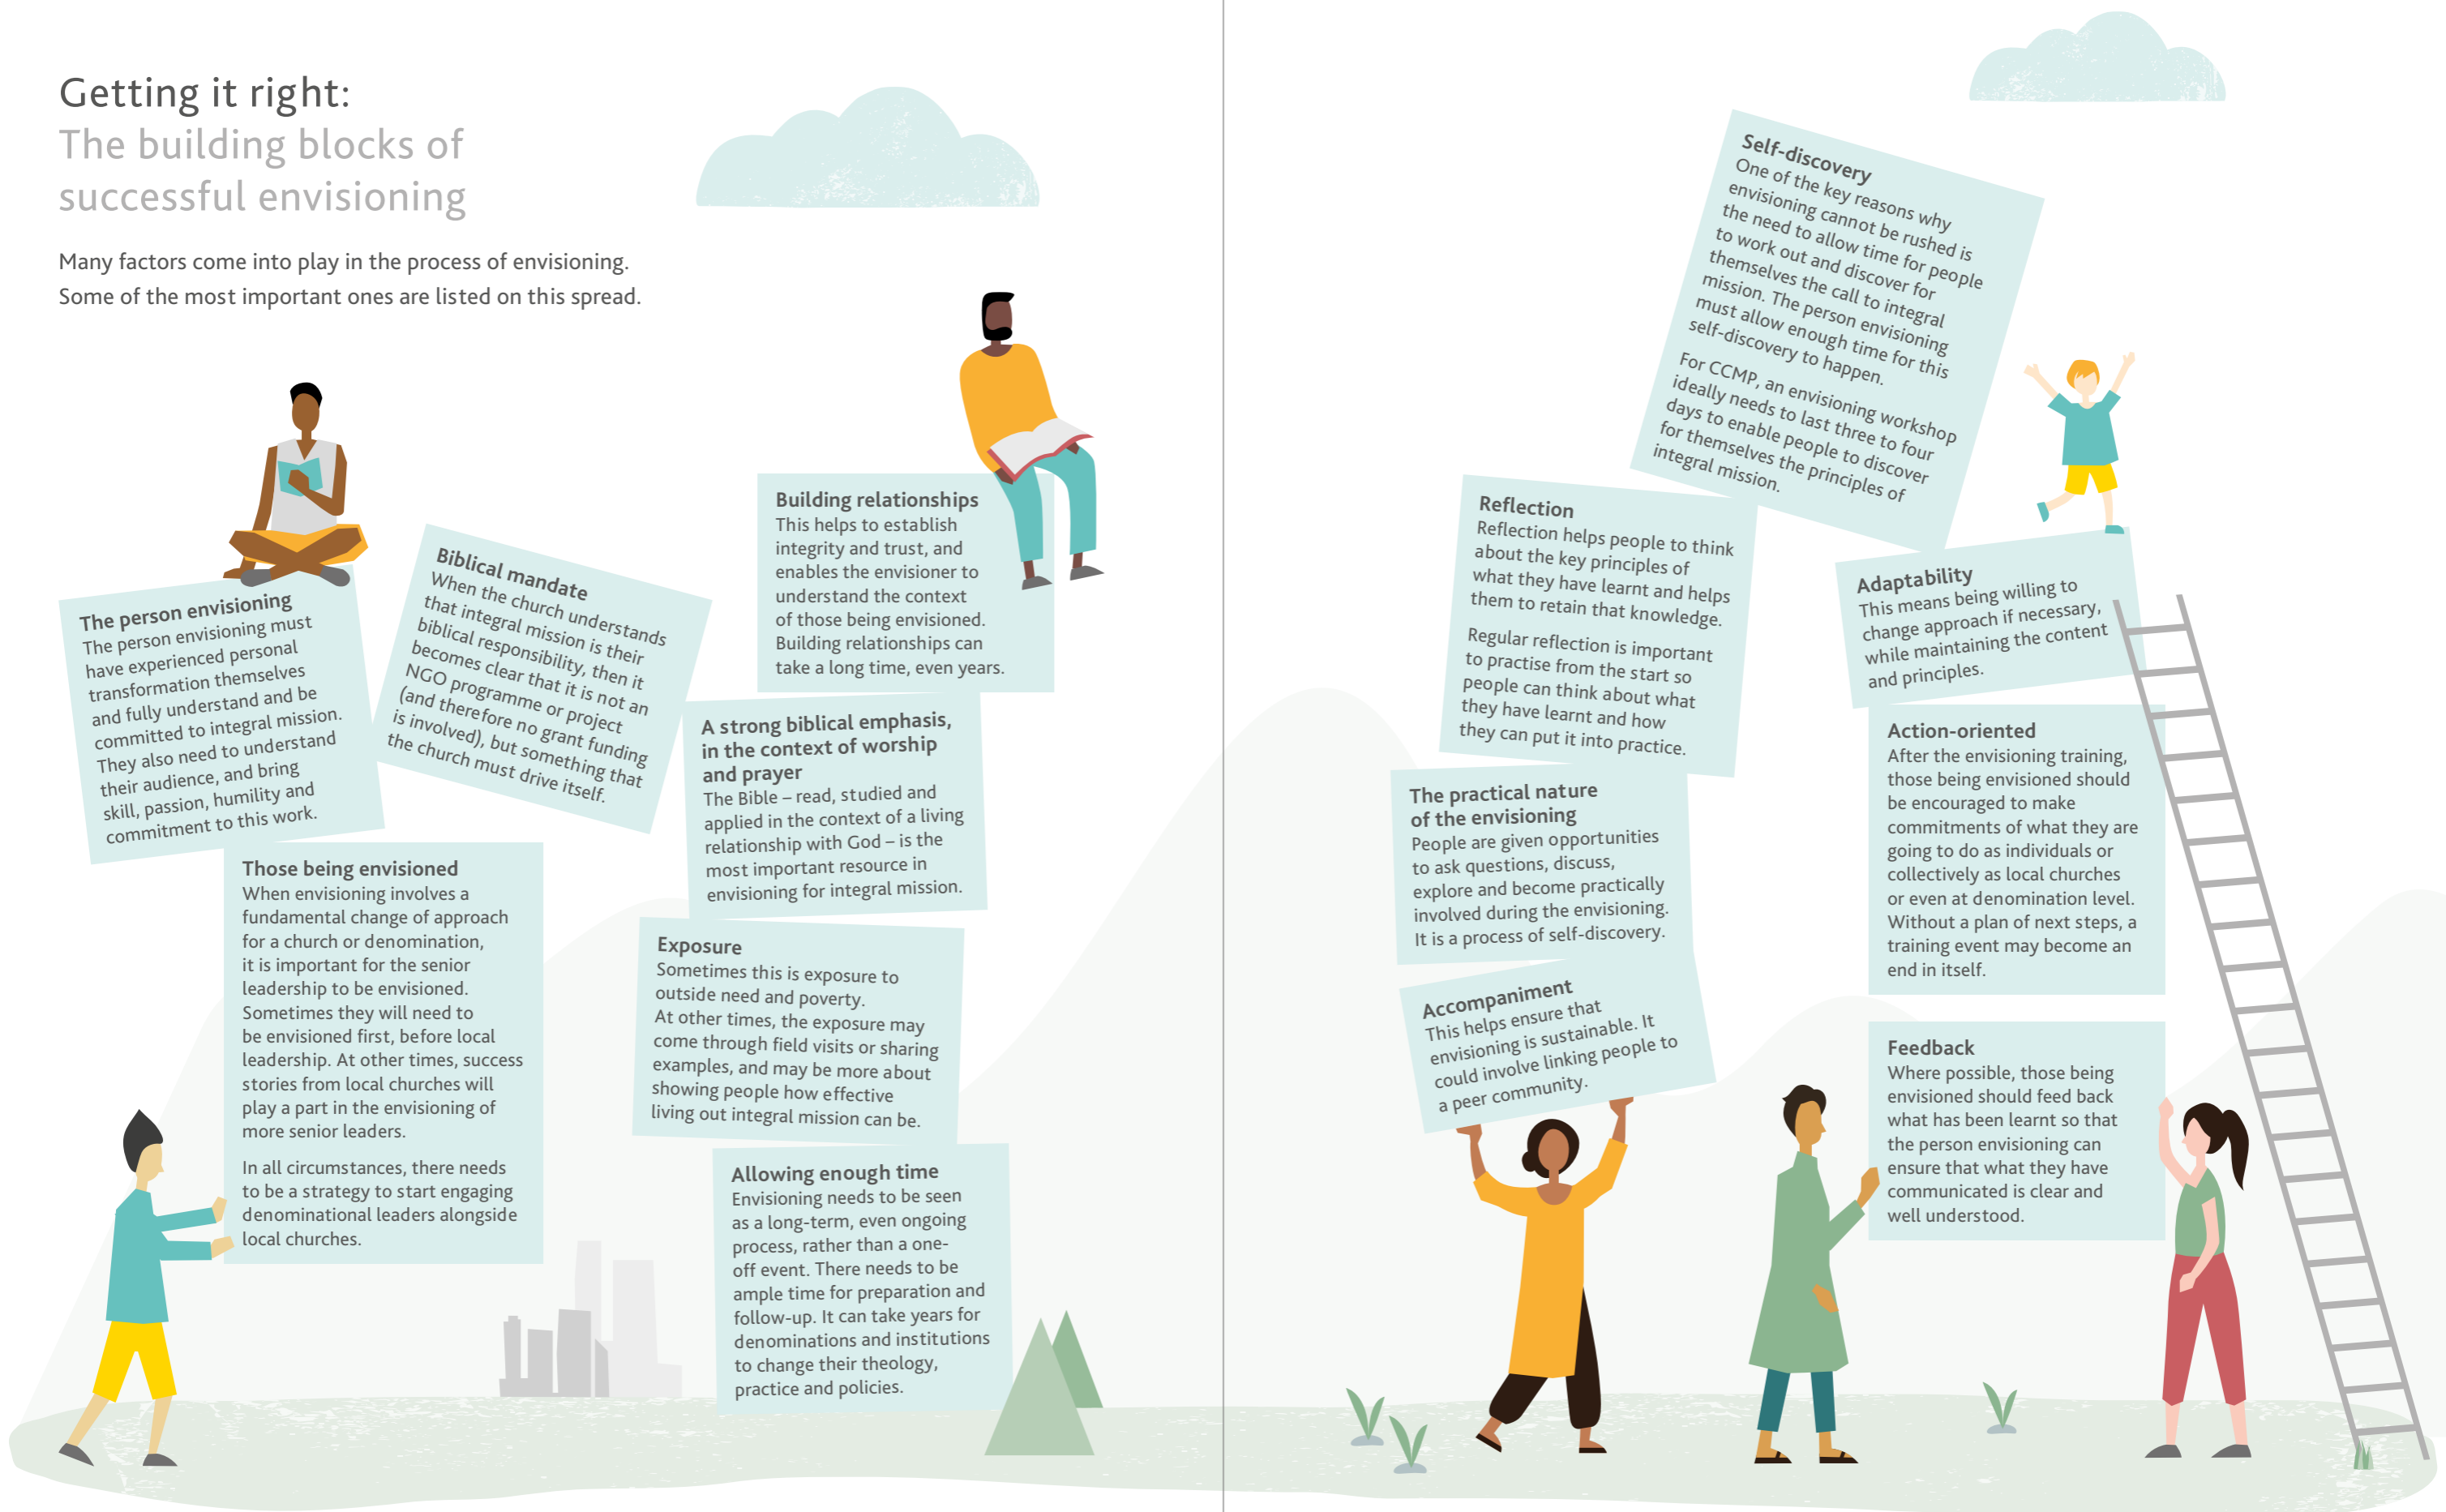 Getting it right:
The building blocks of
successful envisioning
Many factors come into play in the process of envisioning.
Some of the most important ones are listed on this spread.
The person envisioning
The person envisioning must
have experienced personal
transformation themselves
and fully understand and be
committed to integral mission.
They also need to understand
their audience, and bring
skill, passion, humility and
commitment to this work.
Biblical mandate
When the church understands
that integral mission is their
biblical responsibility, then it
becomes clear that it is not an
NGO programme or project
(and therefore no grant funding
is involved), but something that
the church must drive itself.
Those being envisioned
When envisioning involves a
fundamental change of approach
for a church or denomination,
it is important for the senior
leadership to be envisioned.
Sometimes they will need to
be envisioned first, before local
leadership. At other times, success
stories from local churches will
play a part in the envisioning of
more senior leaders.
In all circumstances, there needs
to be a strategy to start engaging
denominational leaders alongside
local churches.
Building relationships
This helps to establish
integrity and trust, and
enables the envisioner to
understand the context
of those being envisioned.
Building relationships can
take a long time, even years.
A strong biblical emphasis,
in the context of worship
and prayer
The Bible – read, studied and
applied in the context of a living
relationship with God – is the
most important resource in
envisioning for integral mission.
Exposure
Sometimes this is exposure to
outside need and poverty.
At other times, the exposure may
come through field visits or sharing
examples, and may be more about
showing people how effective
living out integral mission can be.
Allowing enough time
Envisioning needs to be seen
as a long-term, even ongoing
process, rather than a one-
off event. There needs to be
ample time for preparation and
follow-up. It can take years for
denominations and institutions
to change their theology,
practice and policies.
Self-discovery
One of the key reasons why
envisioning cannot be rushed is
the need to allow time for people
to work out and discover for
themselves the call to integral
mission. The person envisioning
must allow enough time for this
self-discovery to happen.
For CCMP, an envisioning workshop
ideally needs to last three to four
days to enable people to discover
for themselves the principles of
integral mission.
Reflection
Reflection helps people to think
about the key principles of
what they have learnt and helps
them to retain that knowledge.
Regular reflection is important
to practise from the start so
people can think about what
they have learnt and how
they can put it into practice.
The practical nature
of the envisioning
People are given opportunities
to ask questions, discuss,
explore and become practically
involved during the envisioning.
It is a process of self-discovery.
Accompaniment
This helps ensure that
envisioning is sustainable. It
could involve linking people to
a peer community.
Adaptability
This means being willing to
change approach if necessary,
while maintaining the content
and principles.
Action-oriented
After the envisioning training,
those being envisioned should
be encouraged to make
commitments of what they are
going to do as individuals or
collectively as local churches
or even at denomination level.
Without a plan of next steps, a
training event may become an
end in itself.
Feedback
Where possible, those being
envisioned should feed back
what has been learnt so that
the person envisioning can
ensure that what they have
communicated is clear and
well understood.